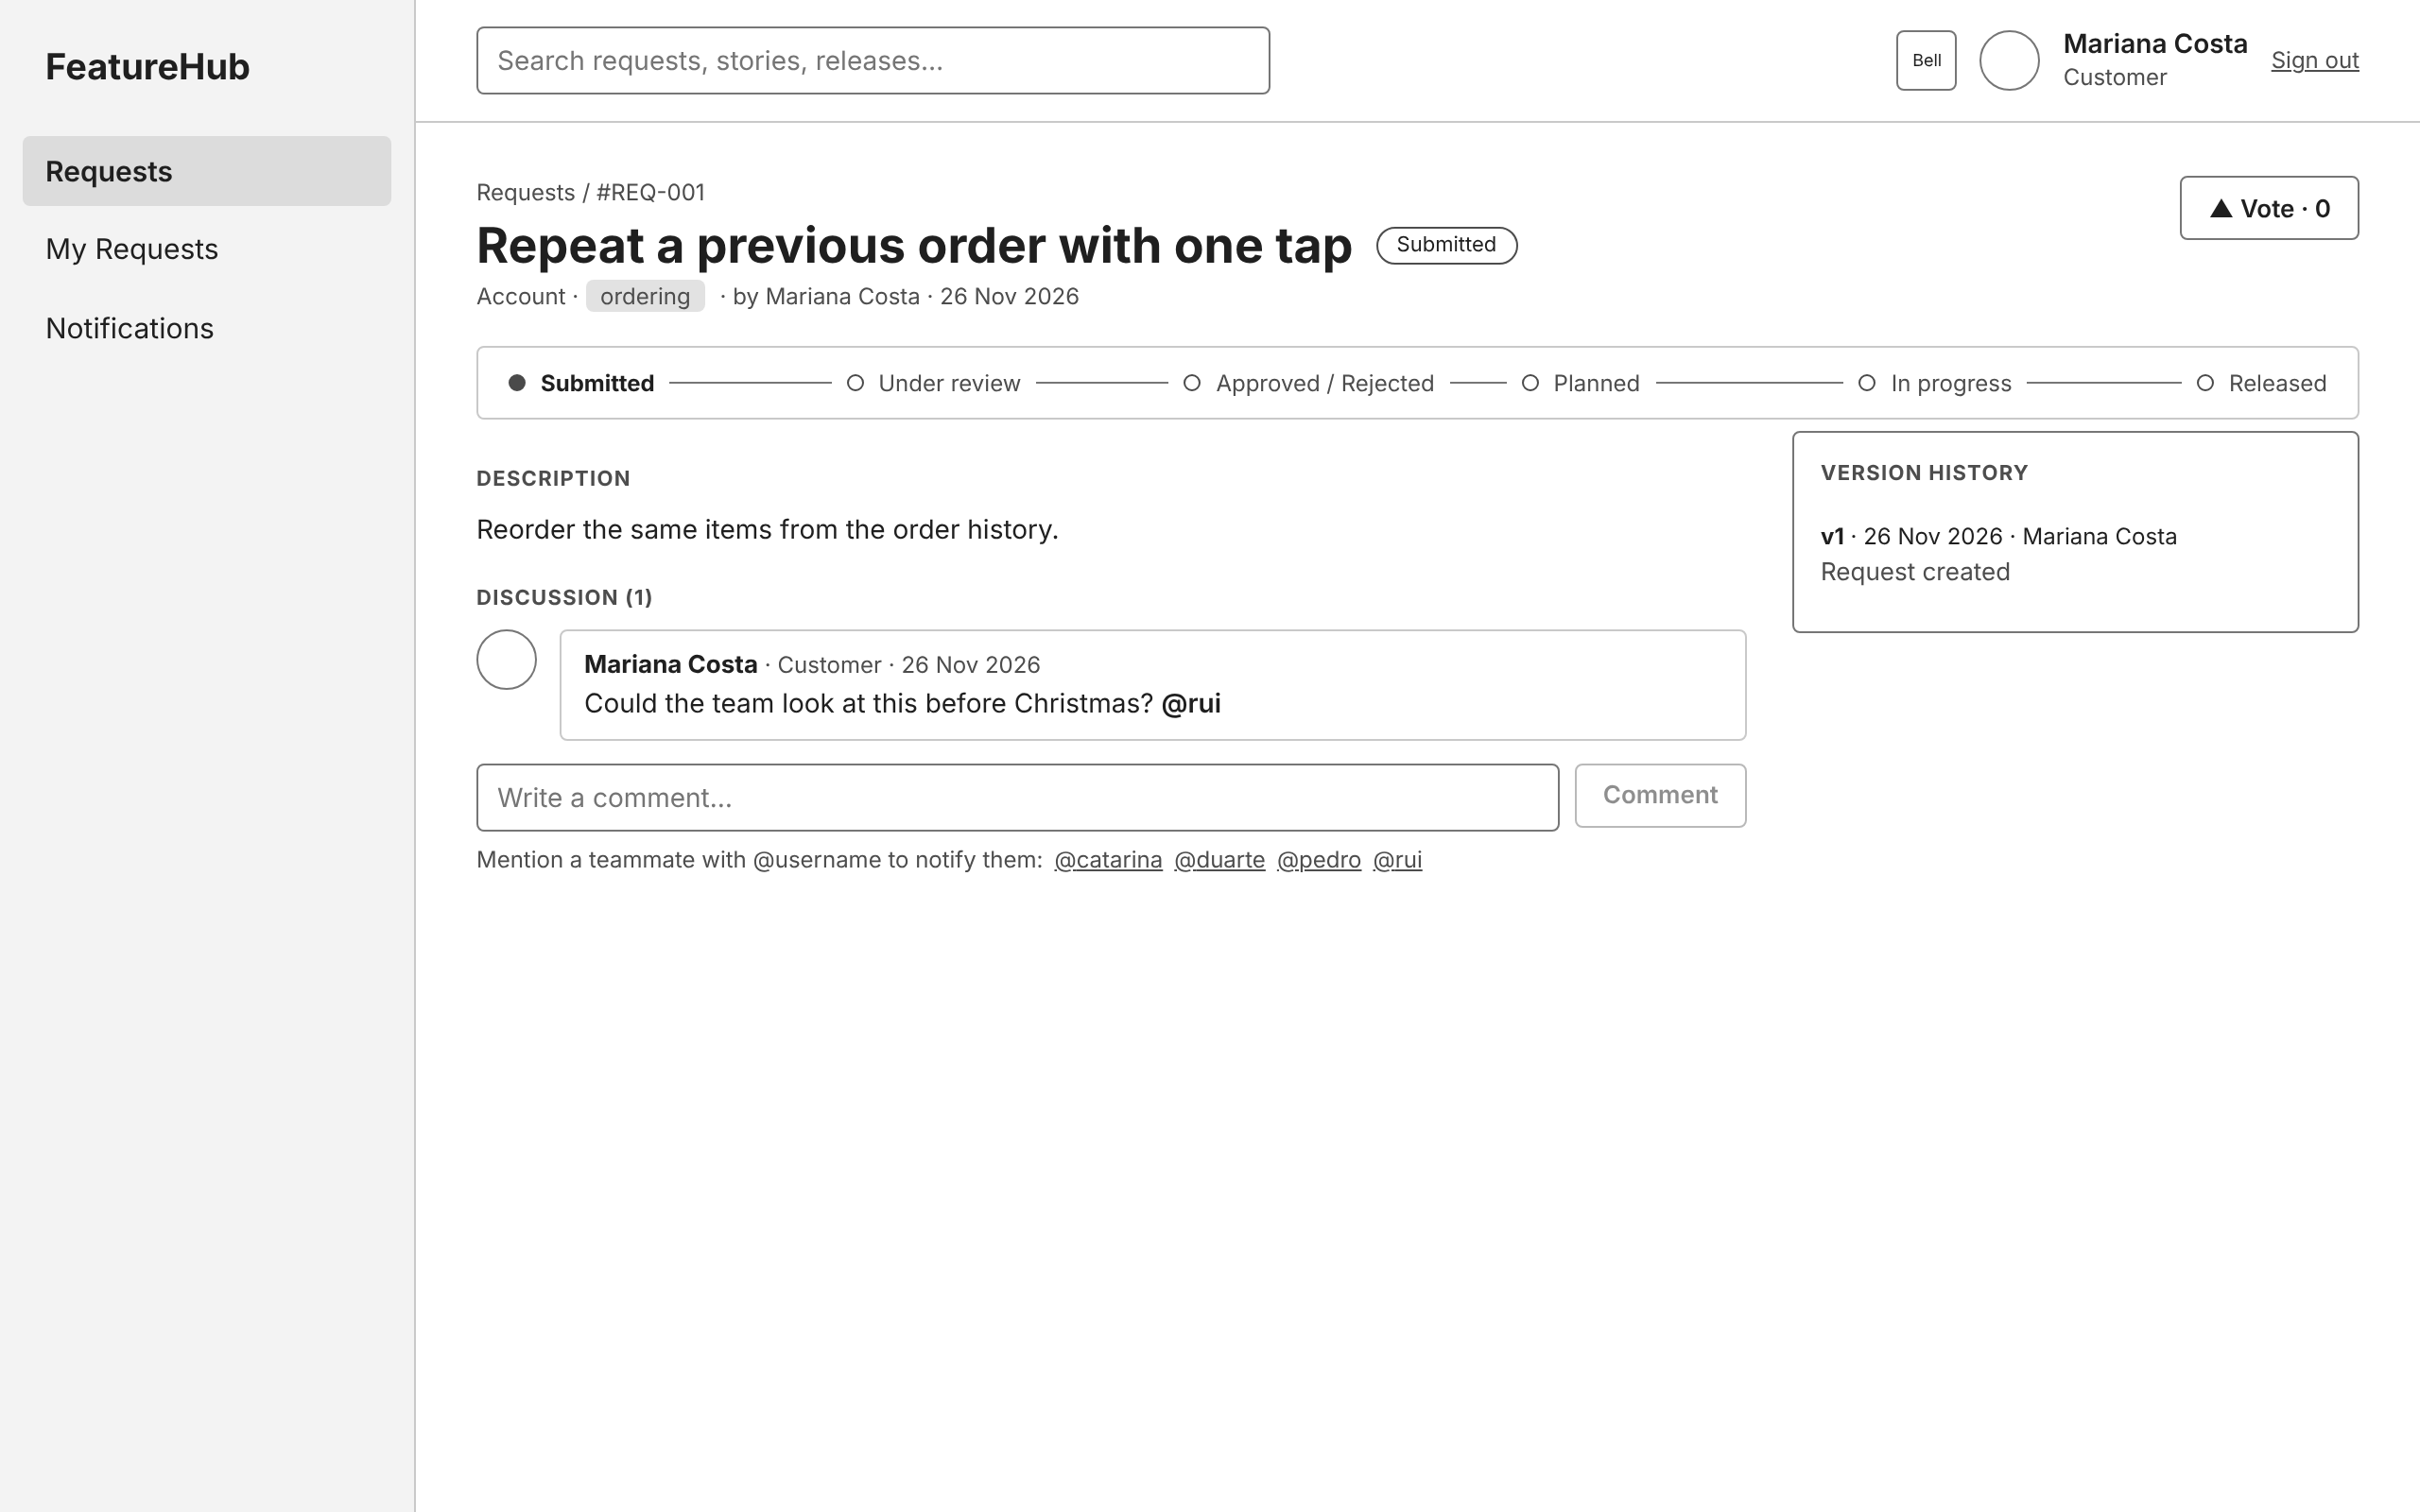 FeatureHub
Requests
My Requests
Notifications
Search requests, stories, releases...
Bell
Mariana Costa
Customer
Sign out
Requests / #REQ-001
Repeat a previous order with one tap
Submitted
Account · ordering · by Mariana Costa · 26 Nov 2026
▲ Vote · 0
Submitted
Under review
Approved / Rejected
Planned
In progress
Released
DESCRIPTION
Reorder the same items from the order history.
DISCUSSION (1)
Mariana Costa · Customer · 26 Nov 2026
Could the team look at this before Christmas? @rui
Write a comment...
Comment
Mention a teammate with @username to notify them: @catarina @duarte @pedro @rui
VERSION HISTORY
v1 · 26 Nov 2026 · Mariana Costa
Request created